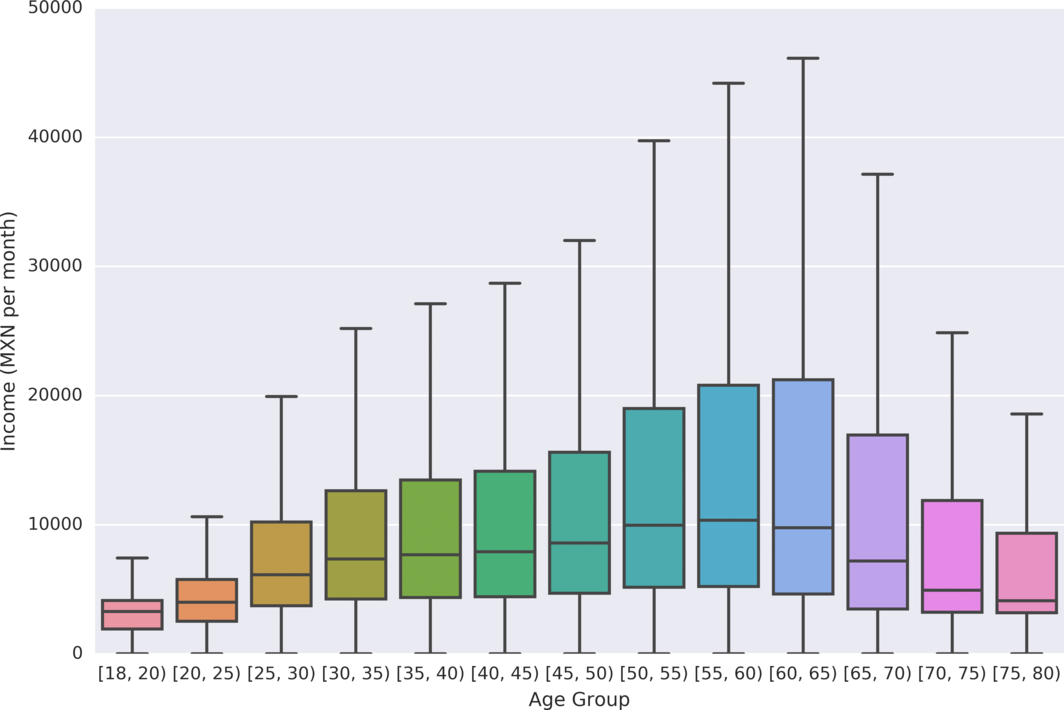 50000
40000
30000
20000
10000
0
Income (MXN per month)
[18, 20) [20, 25) [25, 30) [30, 35) [35, 40) [40, 45) [45, 50) [50, 55) [55, 60) [60, 65) [65, 70) [70, 75) [75, 80)
Age Group